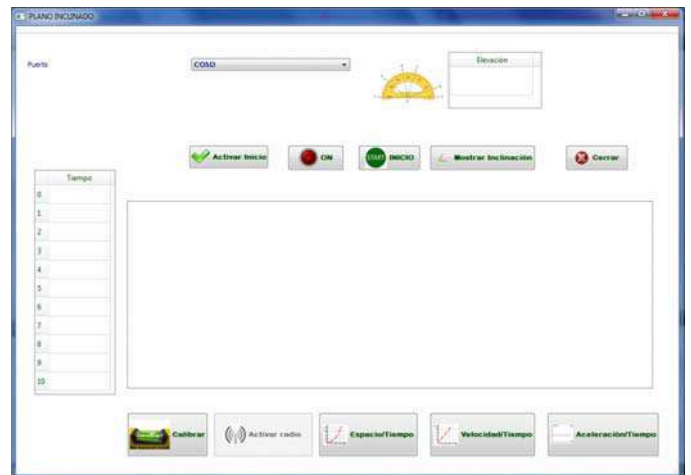 PLANO INCLINADO
Puerto
Elevación
Activar Inicio
ON
START
INICIO
Mostrar Inclinación
Cerrar
Tiempo
0
1
2
3
4
5
6
7
8
9
10
Calibrar
Activar radio
Espacio/Tiempo
Velocidad/Tiempo
Aceleración/Tiempo